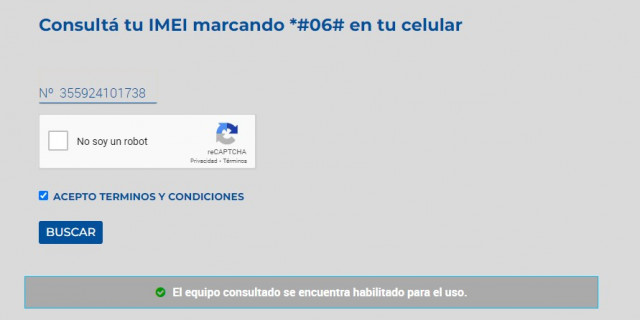 Consultá tu IMEI marcando *#06# en tu celular
Nº 355924101738
No soy un robot
reCAPTCHA
Privacidad - Términos
ACEPTO TERMINOS Y CONDICIONES
BUSCAR
El equipo consultado se encuentra habilitado para el uso.